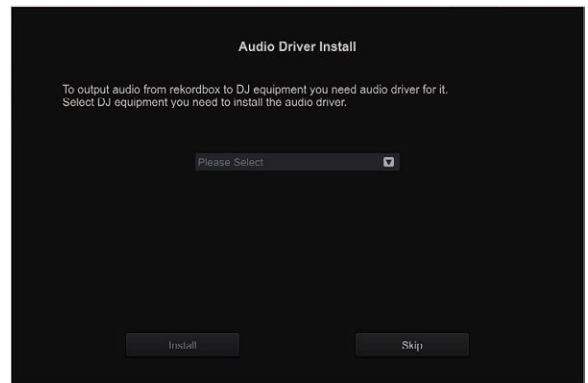 Audio Driver Install
To output audio from rekordbox to DJ equipment you need audio driver for it.
Select DJ equipment you need to install the audio driver.
Please Select
Install
Skip